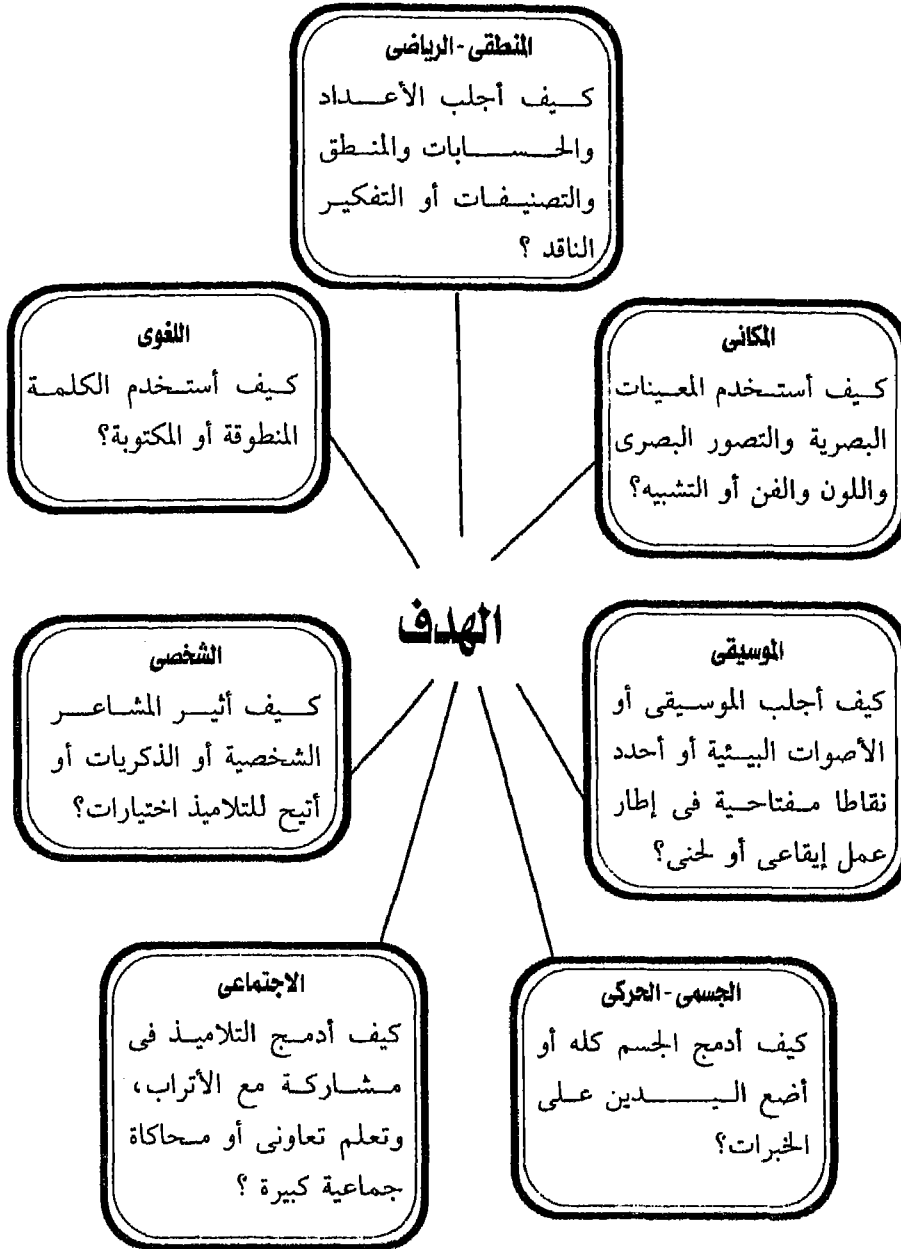 المنطقى - الرياضى
كيف أجلب الأعداد
والحسابات والمنطق
والتصنيفات أو التفكير
الناقد ؟
المكانى
كيف أستخدم المعينات
البصرية والتصور البصرى
واللون والفن أو التشبيه؟
اللغوى
كيف أستخدم الكلمة
المنطوقة أو المكتوبة؟
الهدف
الموسيقى
كيف أجلب الموسيقى أو
الأصوات البيئية أو أحدد
نقاطا مفتاحية فى إطار
عمل إيقاعى أو لحنى؟
الشخصى
كيف أثير المشاعر
الشخصية أو الذكريات أو
أتيح للتلاميذ اختيارات؟
الجسمى - الحركى
كيف أدمج الجسم كله أو
أضع اليدين على
الخبرات؟
الاجتماعى
كيف أدمج التلاميذ فى
مشاركة مع الأتراب،
وتعلم تعاونى أو محاكاة
جماعية كبيرة ؟